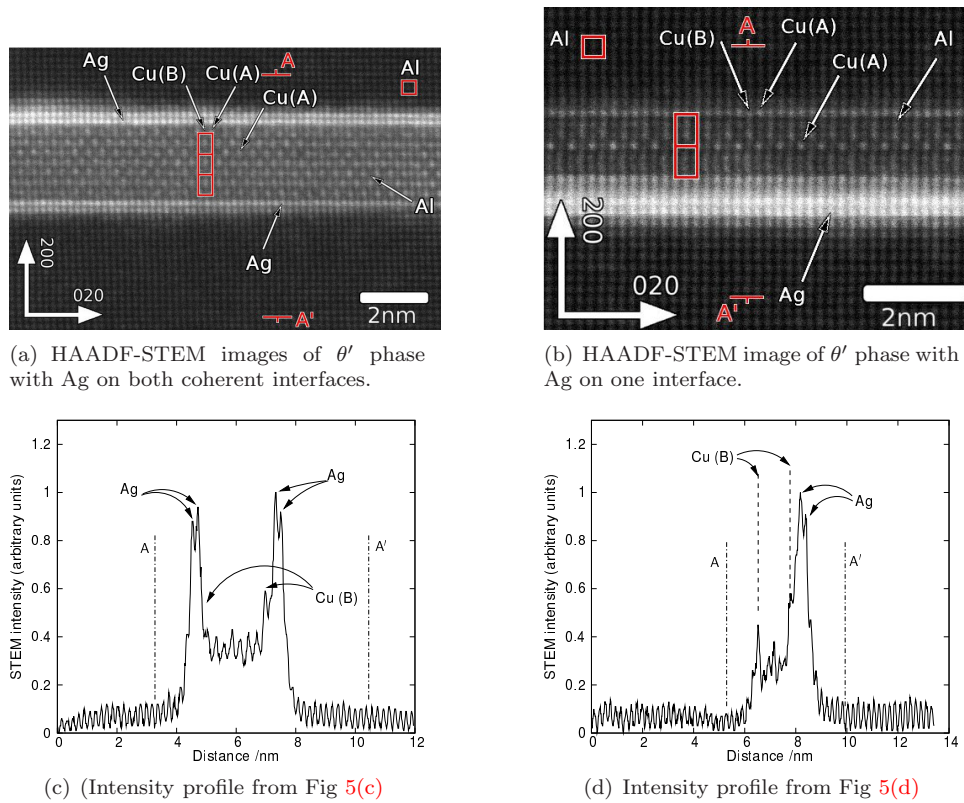 Ag
Cu(B)
Cu(A)
A
Al
Cu(A)
Al
Ag
200
020
A'
2nm
(a) HAADF-STEM images of θ′ phase
with Ag on both coherent interfaces.
Al
Cu(B)
A
Cu(A)
Cu(A)
Al
200
020
A'
Ag
2nm
(b) HAADF-STEM image of θ′ phase with
Ag on one interface.
STEM intensity (arbitrary units)
1.2
1
0.8
0.6
0.4
0.2
0
Ag
Ag
A
A'
Cu (B)
0 2 4 6 8 10 12
Distance /nm
(c) (Intensity profile from Fig 5(c)
STEM intensity (arbitrary units)
1.2
1
0.8
0.6
0.4
0.2
0
Cu (B)
Ag
A
A'
0 2 4 6 8 10 12 14
Distance /nm
(d) Intensity profile from Fig 5(d)